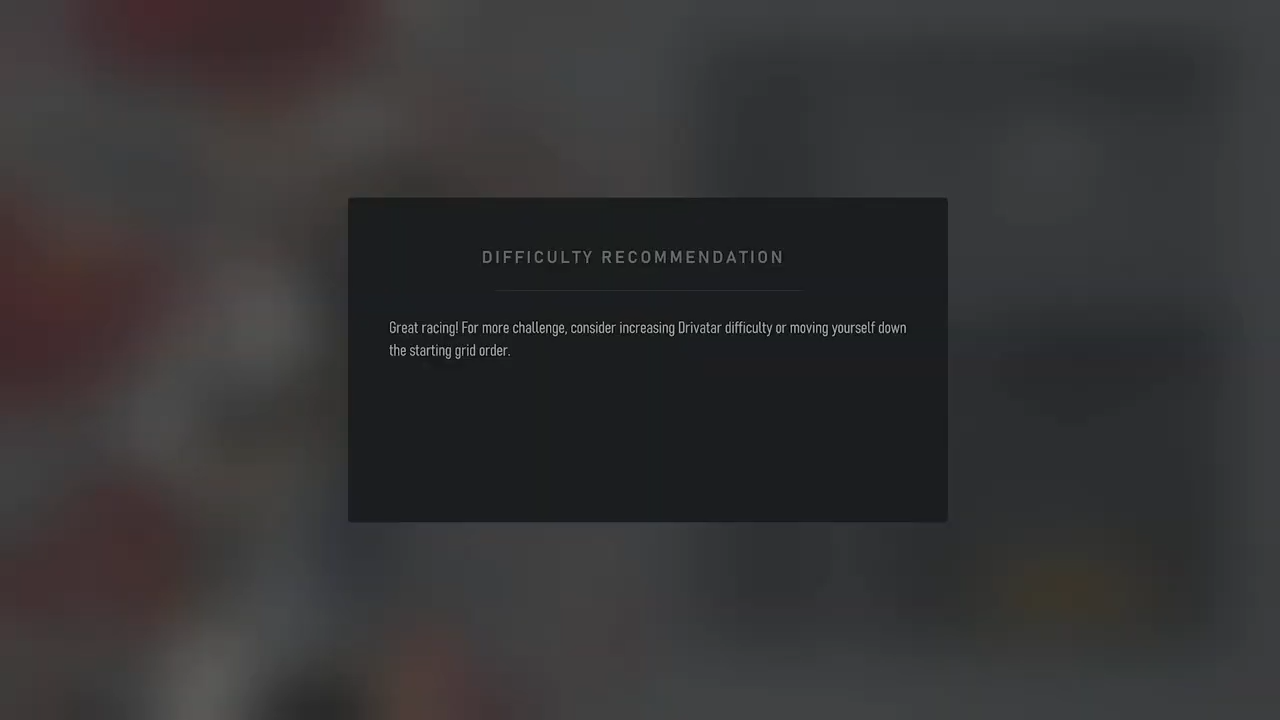 DIFFICULTY RECOMMENDATION
Great racing! For more challenge, consider increasing Drivatar difficulty or moving yourself down
the starting grid order.